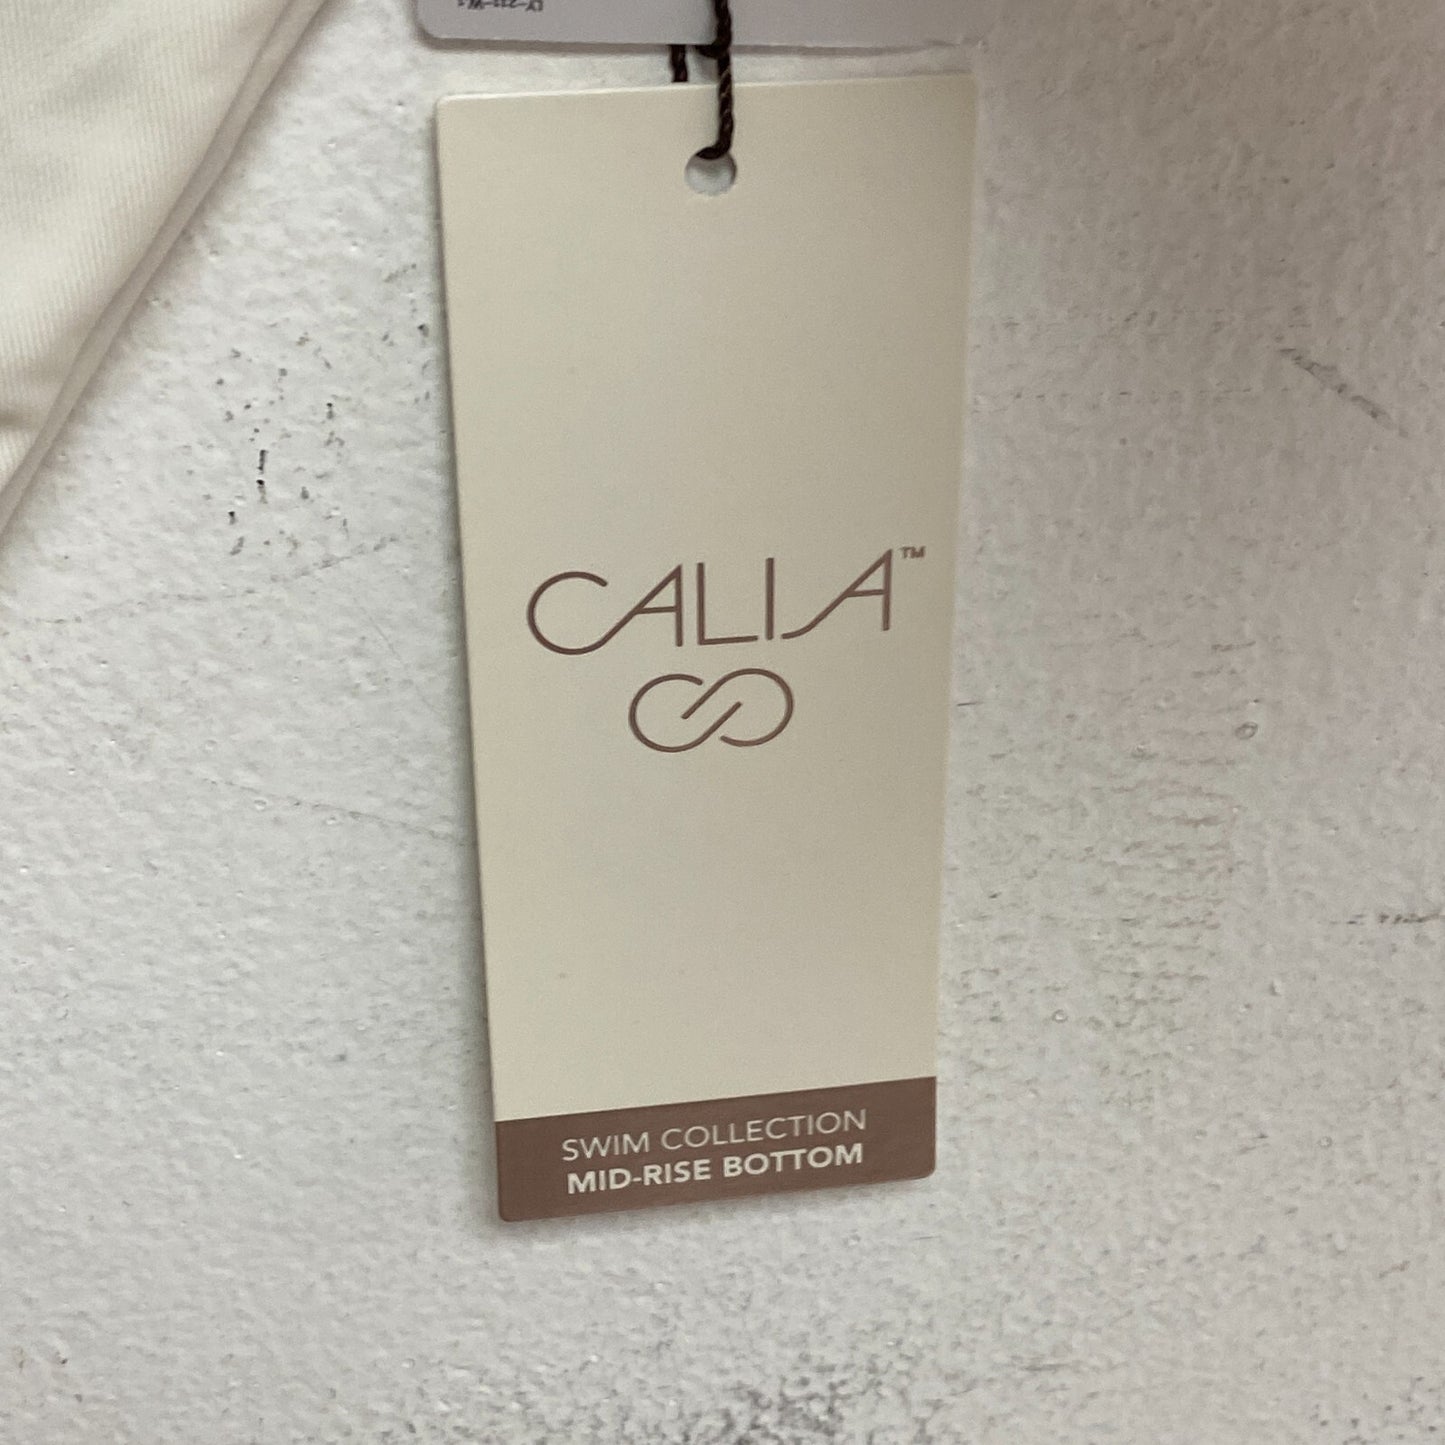 CALIA™
SWIM COLLECTION
MID-RISE BOTTOM